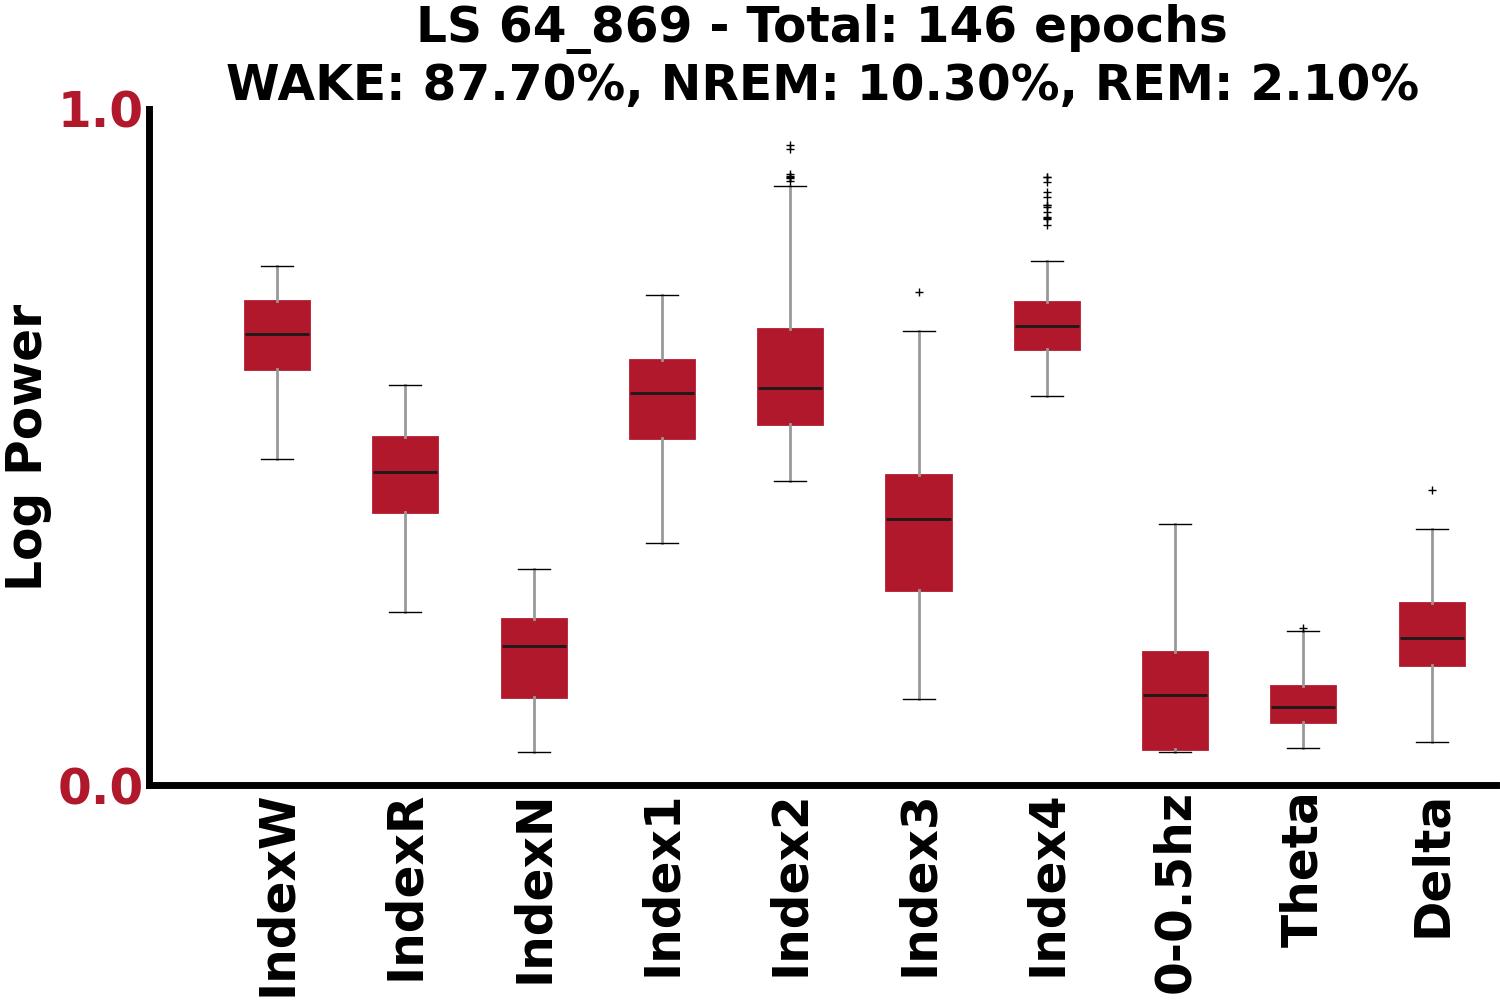 LS 64_869 - Total: 146 epochs
WAKE: 87.70%, NREM: 10.30%, REM: 2.10%
1.0
Log Power
0.0
IndexW
IndexR
IndexN
Index1
Index2
Index3
Index4
0-0.5hz
Theta
Delta